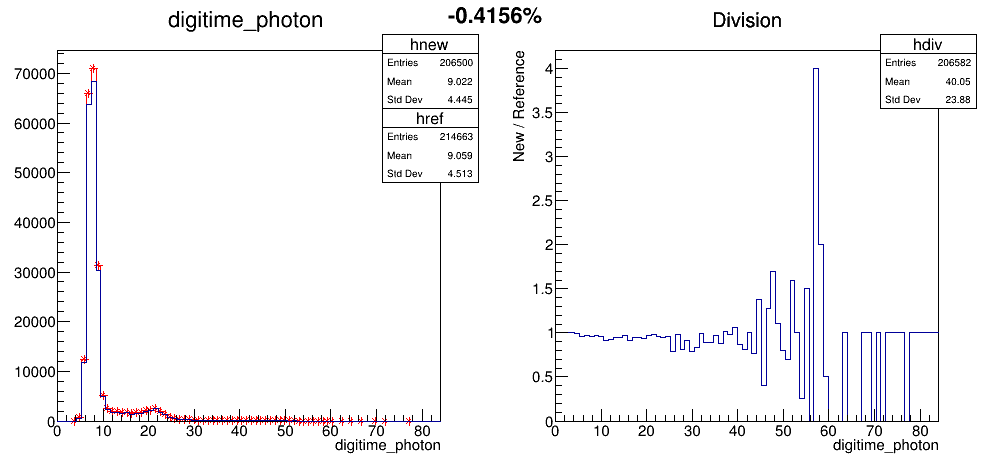 digitime_photon
-0.4156%
Division
hnew
Entries 206500
Mean 9.022
Std Dev 4.445
href
Entries 214663
Mean 9.059
Std Dev 4.513
70000
60000
50000
40000
30000
20000
10000
0
0 10 20 30 40 50 60 70 80
digitime_photon
hdiv
Entries 206582
Mean 40.05
Std Dev 23.88
New / Reference
4
3.5
3
2.5
2
1.5
1
0.5
0
0 10 20 30 40 50 60 70 80
digitime_photon